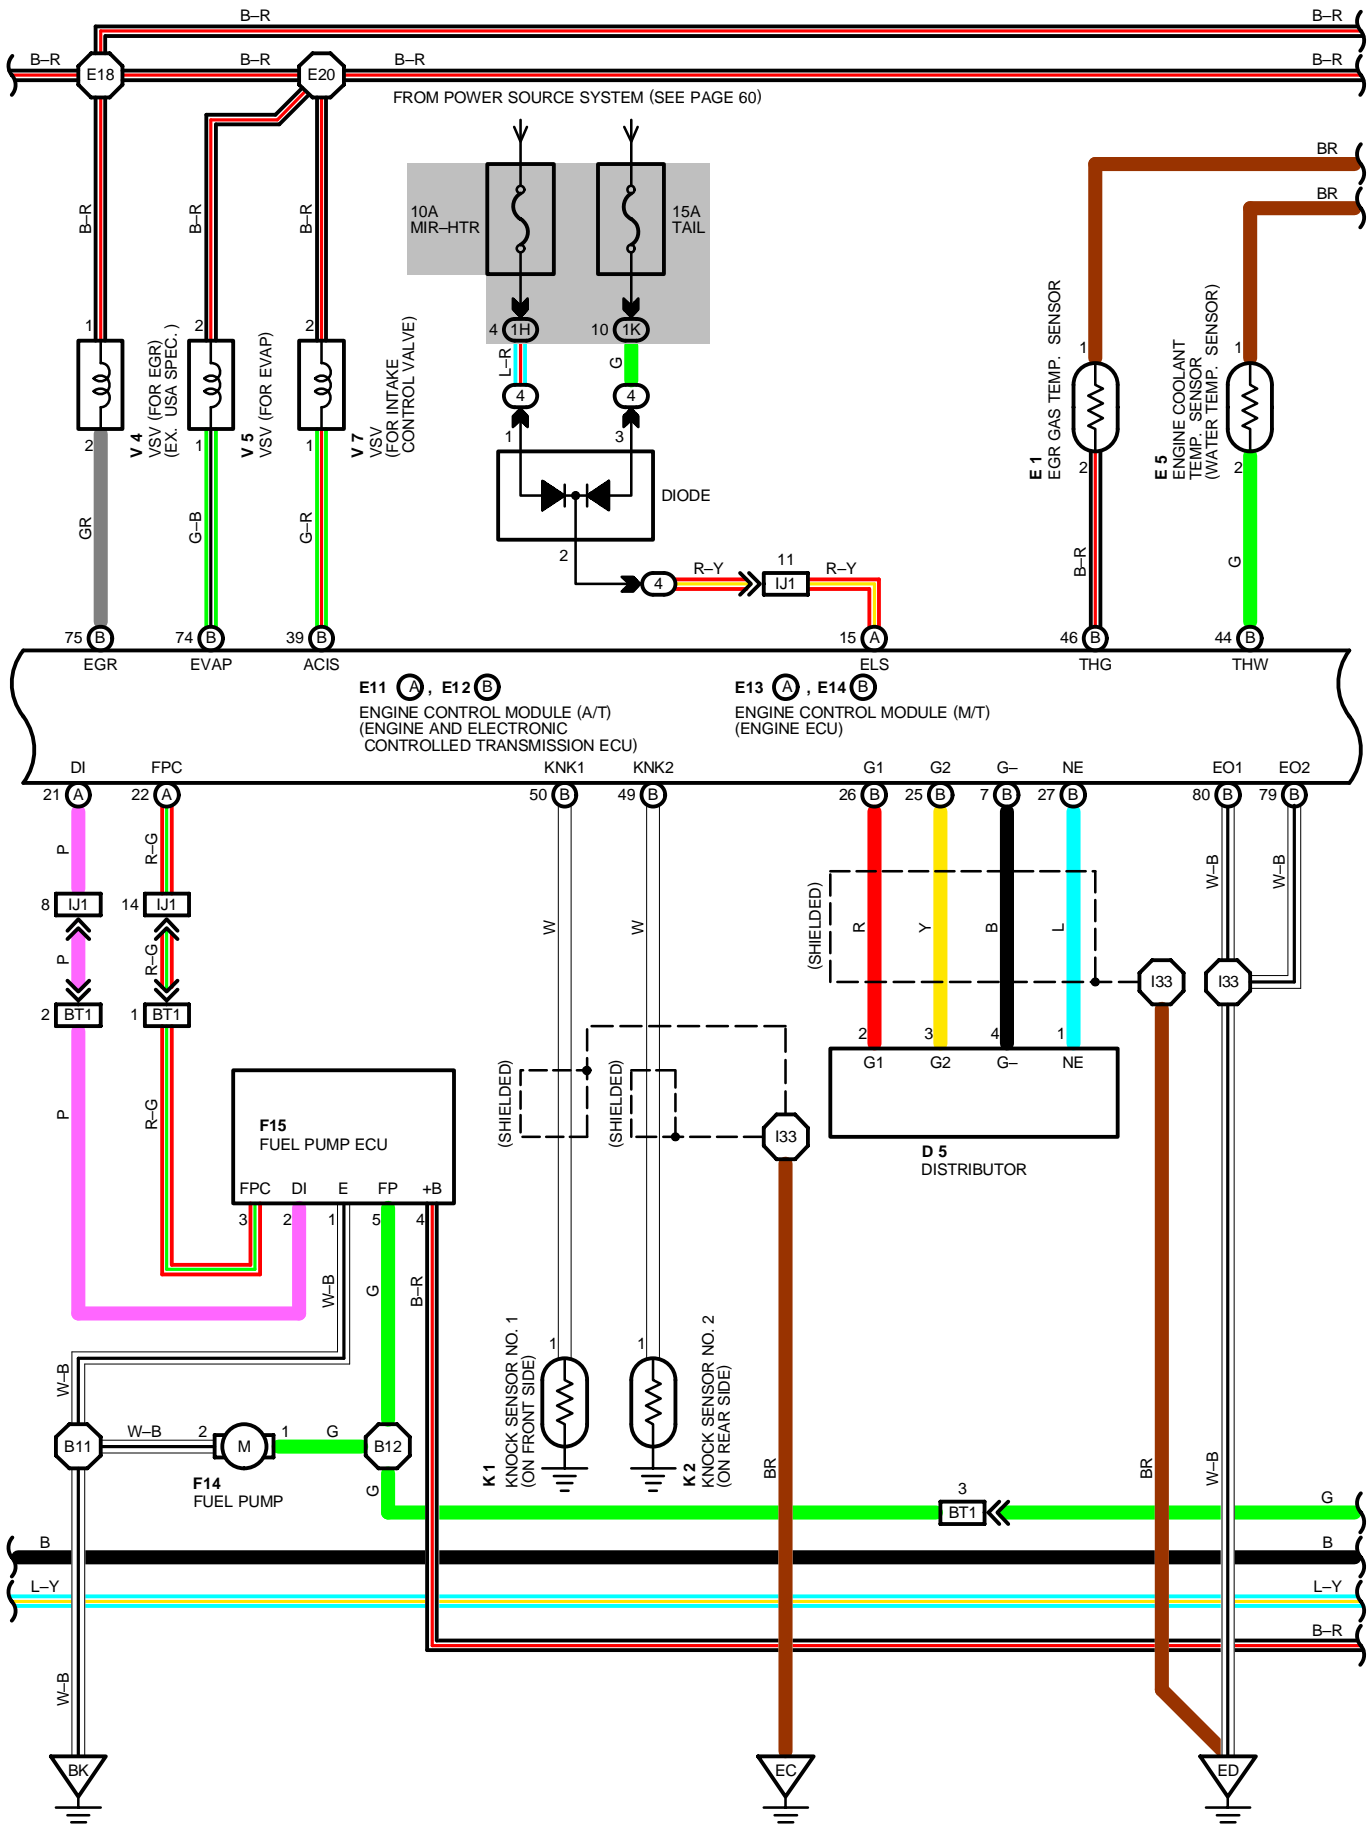 B–R
B–R
B–R
B–R
B–R
B–R
E18
E20
FROM POWER SOURCE SYSTEM (SEE PAGE 60)
BR
BR
B–R
B–R
B–R
10A
MIR–HTR
15A
TAIL
1
2
2
4
1H
10
1K
L–R
G
4
4
1
3
V 4
VSV (FOR EGR)
(EX. USA SPEC.)
V 5
VSV (FOR EVAP)
V 7
VSV
(FOR INTAKE
CONTROL VALVE)
2
1
1
DIODE
2
E 1
EGR GAS TEMP. SENSOR
E 5
ENGINE COOLANT
TEMP. SENSOR
(WATER TEMP. SENSOR)
1
1
2
2
GR
G–B
G–R
4
R–Y
11
IJ1
R–Y
B–R
G
75
B
74
B
39
B
15
A
46
B
44
B
EGR
EVAP
ACIS
ELS
THG
THW
E11 A , E12 B
ENGINE CONTROL MODULE (A/T)
(ENGINE AND ELECTRONIC
CONTROLLED TRANSMISSION ECU)
E13 A , E14 B
ENGINE CONTROL MODULE (M/T)
(ENGINE ECU)
DI
FPC
KNK1
KNK2
G1
G2
G–
NE
EO1
EO2
21
A
22
A
50
B
49
B
26
B
25
B
7
B
27
B
80
B
79
B
P
R–G
W–B
W–B
8
IJ1
14
IJ1
W
W
(SHIELDED)
R
Y
B
L
P
R–G
I33
I33
2
BT1
1
BT1
2
3
4
1
G1
G2
G–
NE
P
R–G
(SHIELDED)
(SHIELDED)
I33
D 5
DISTRIBUTOR
F15
FUEL PUMP ECU
FPC
DI
E
FP
+B
3
2
1
5
4
W–B
G
B–R
1
1
W–B
K 1
KNOCK SENSOR NO. 1
(ON FRONT SIDE)
K 2
KNOCK SENSOR NO. 2
(ON REAR SIDE)
B11
W–B
2
M
1
G
B12
F14
FUEL PUMP
G
BR
BR
W–B
3
BT1
G
B
B
L–Y
L–Y
B–R
W–B
BK
EC
ED